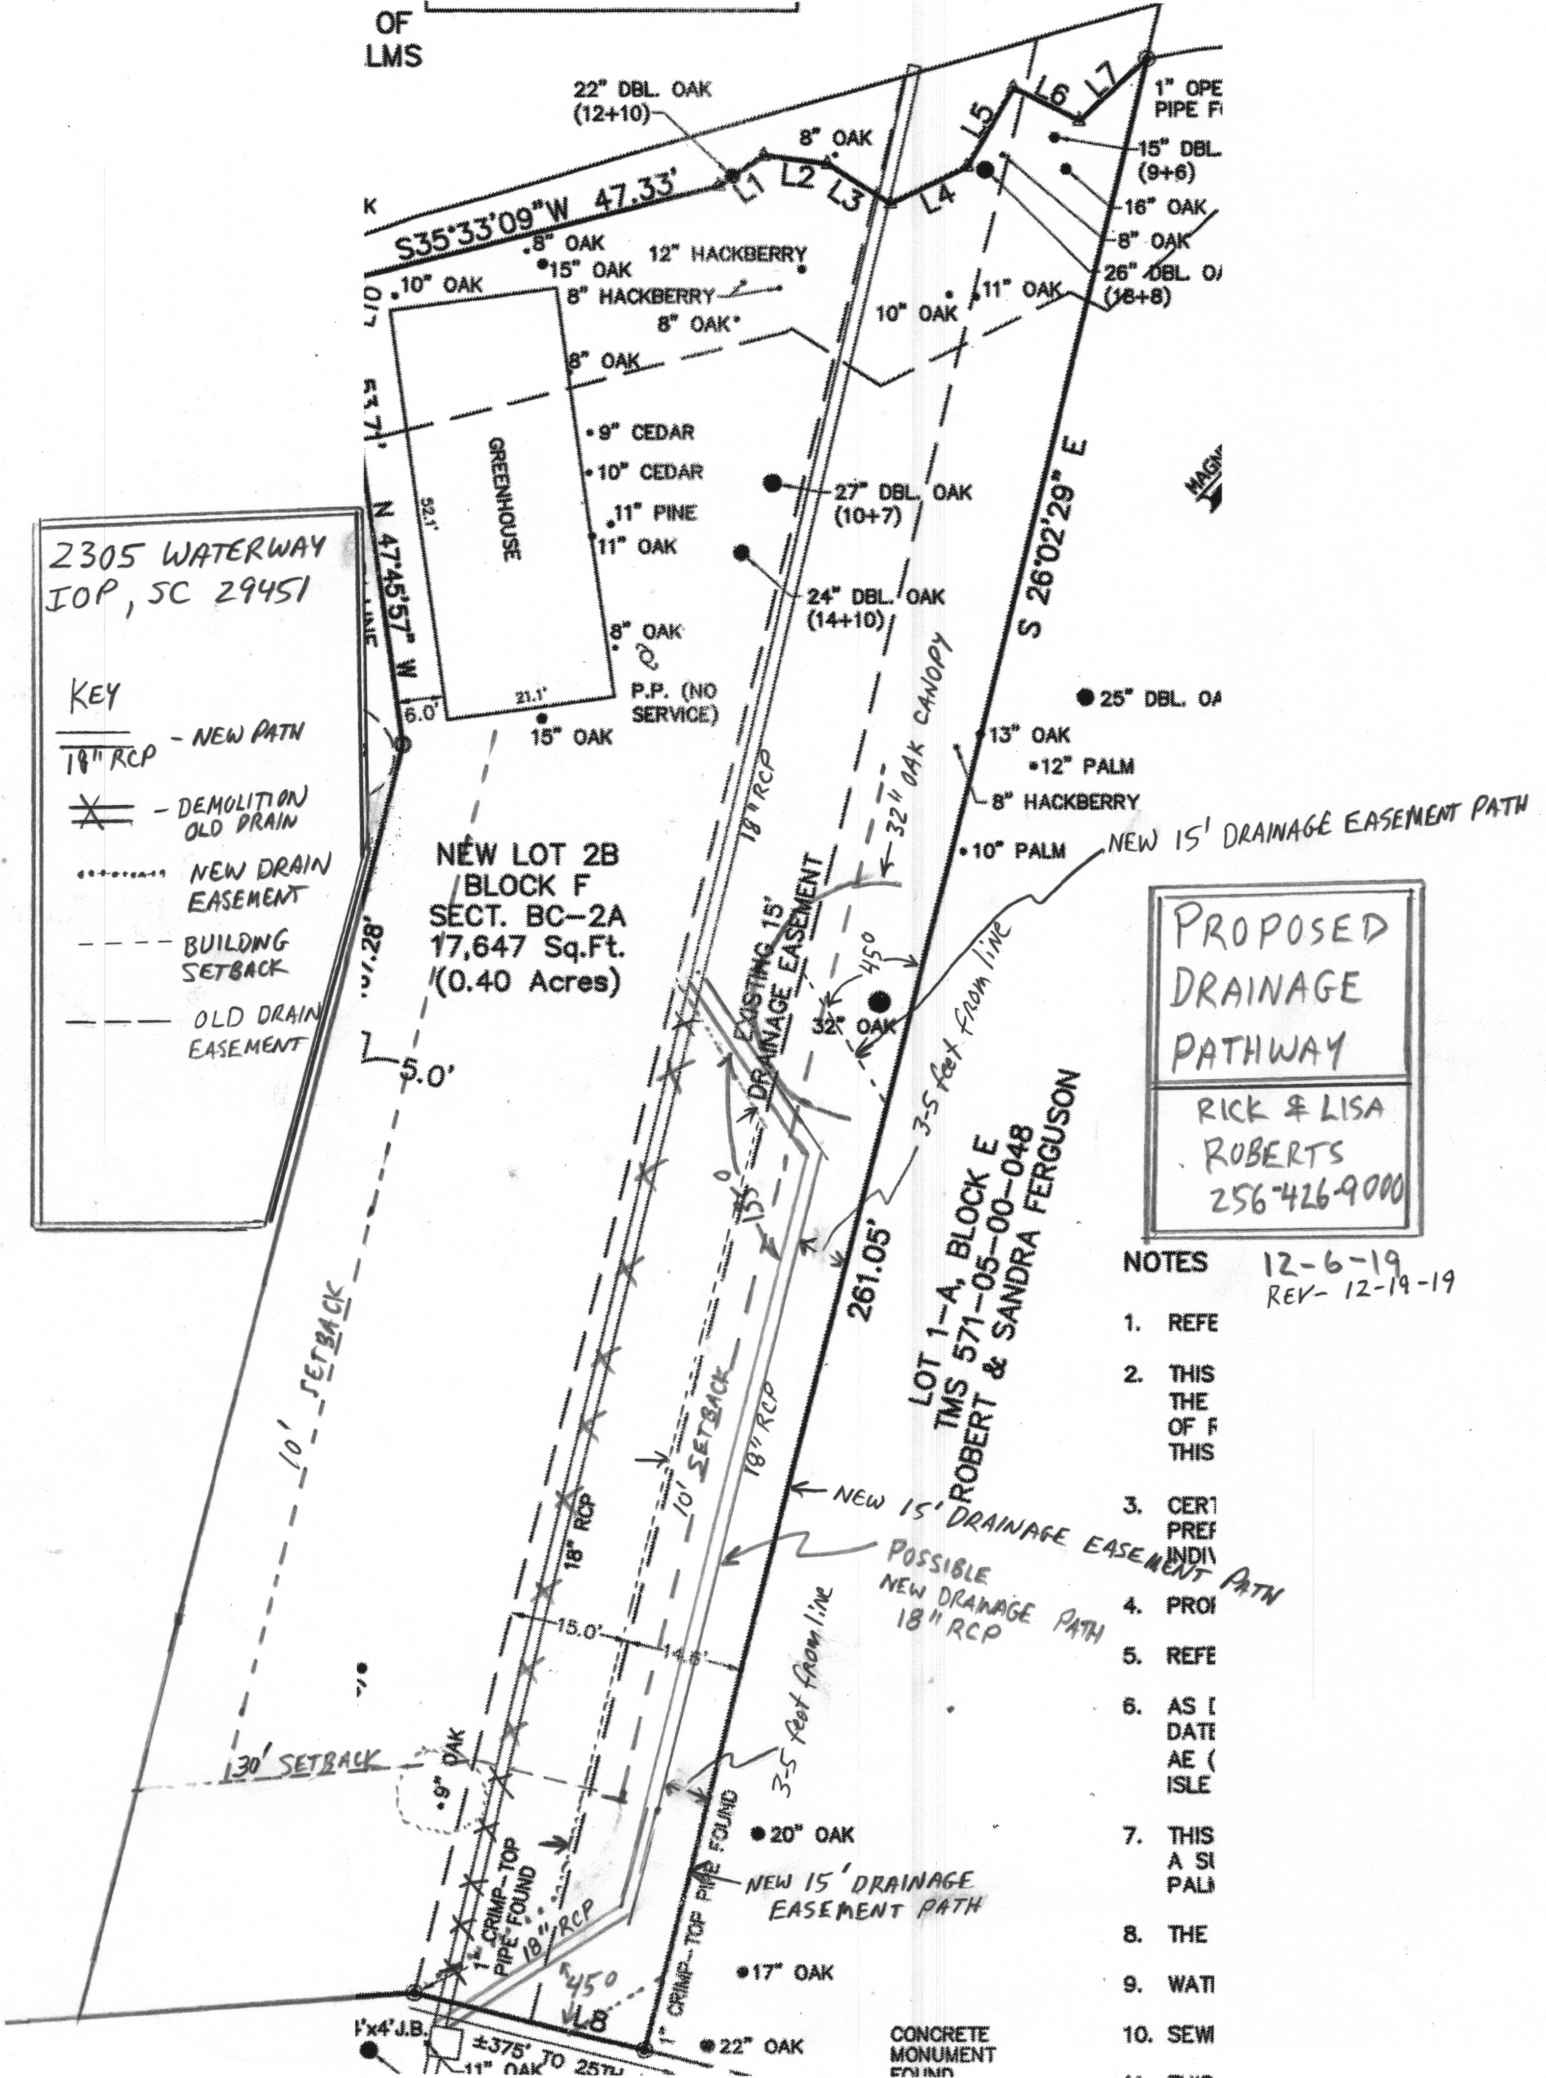 OF
LMS
22" DBL. OAK
(12+10)
8" OAK
L1
L2
L3
L4
L5
L6
L7
1" OPE
PIPE F
15" DBL.
(9+6)
16" OAK
8" OAK
26" DBL. OA
(18+8)
K
S35°33'09"W 47.33'
8" OAK
15" OAK
10" OAK
12" HACKBERRY
8" HACKBERRY
8" OAK
10" OAK
11" OAK
L10
53.71'
8" OAK
GREENHOUSE
52.1'
21.1'
9" CEDAR
10" CEDAR
11" PINE
11" OAK
8" OAK
P.P. (NO
SERVICE)
15" OAK
6.0'
N 47°45'57" W
LINE
27" DBL. OAK
(10+7)
24" DBL. OAK
(14+10)
S 26°02'29" E
MAGN
32" OAK CANOPY
25" DBL. OA
13" OAK
12" PALM
8" HACKBERRY
10" PALM
NEW 15' DRAINAGE EASEMENT PATH
2305 WATERWAY
IOP, SC 29451
KEY
18" RCP - NEW PATH
- DEMOLITION
OLD DRAIN
NEW DRAIN
EASEMENT
BUILDING
SETBACK
OLD DRAIN
EASEMENT
NEW LOT 2B
BLOCK F
SECT. BC-2A
17,647 Sq.Ft.
(0.40 Acres)
18" RCP
EXISTING 15'
DRAINAGE EASEMENT
45°
32" OAK
07.28'
5.0'
3-5 feet from line
135°
PROPOSED
DRAINAGE
PATHWAY
RICK & LISA
ROBERTS
256-426-9000
12-6-19
REV- 12-19-19
LOT 1-A, BLOCK E
TMS 571-05-00-048
ROBERT & SANDRA FERGUSON
261.05'
10' SETBACK
10' SETBACK
18" RCP
18" RCP
NEW 15' DRAINAGE EASEMENT PATH
POSSIBLE
NEW DRAINAGE PATH
18" RCP
15.0'
14.6'
3-5 feet from line
30' SETBACK
9" OAK
1" CRIMP-TOP
PIPE FOUND
18" RCP
45°
L8
1" CRIMP-TOP PIPE FOUND
20" OAK
NEW 15' DRAINAGE
EASEMENT PATH
17" OAK
22" OAK
'x4'J.B.
11" OAK
±375' TO 25TH
CONCRETE
MONUMENT
FOUND
NOTES
1. REFE
2. THIS
THE
OF
THIS
3. CERT
PREF
INDIV
4. PRO
5. REFE
6. AS
DATE
AE (
ISLE
7. THIS
A SU
PAL
8. THE
9. WAT
10. SEW